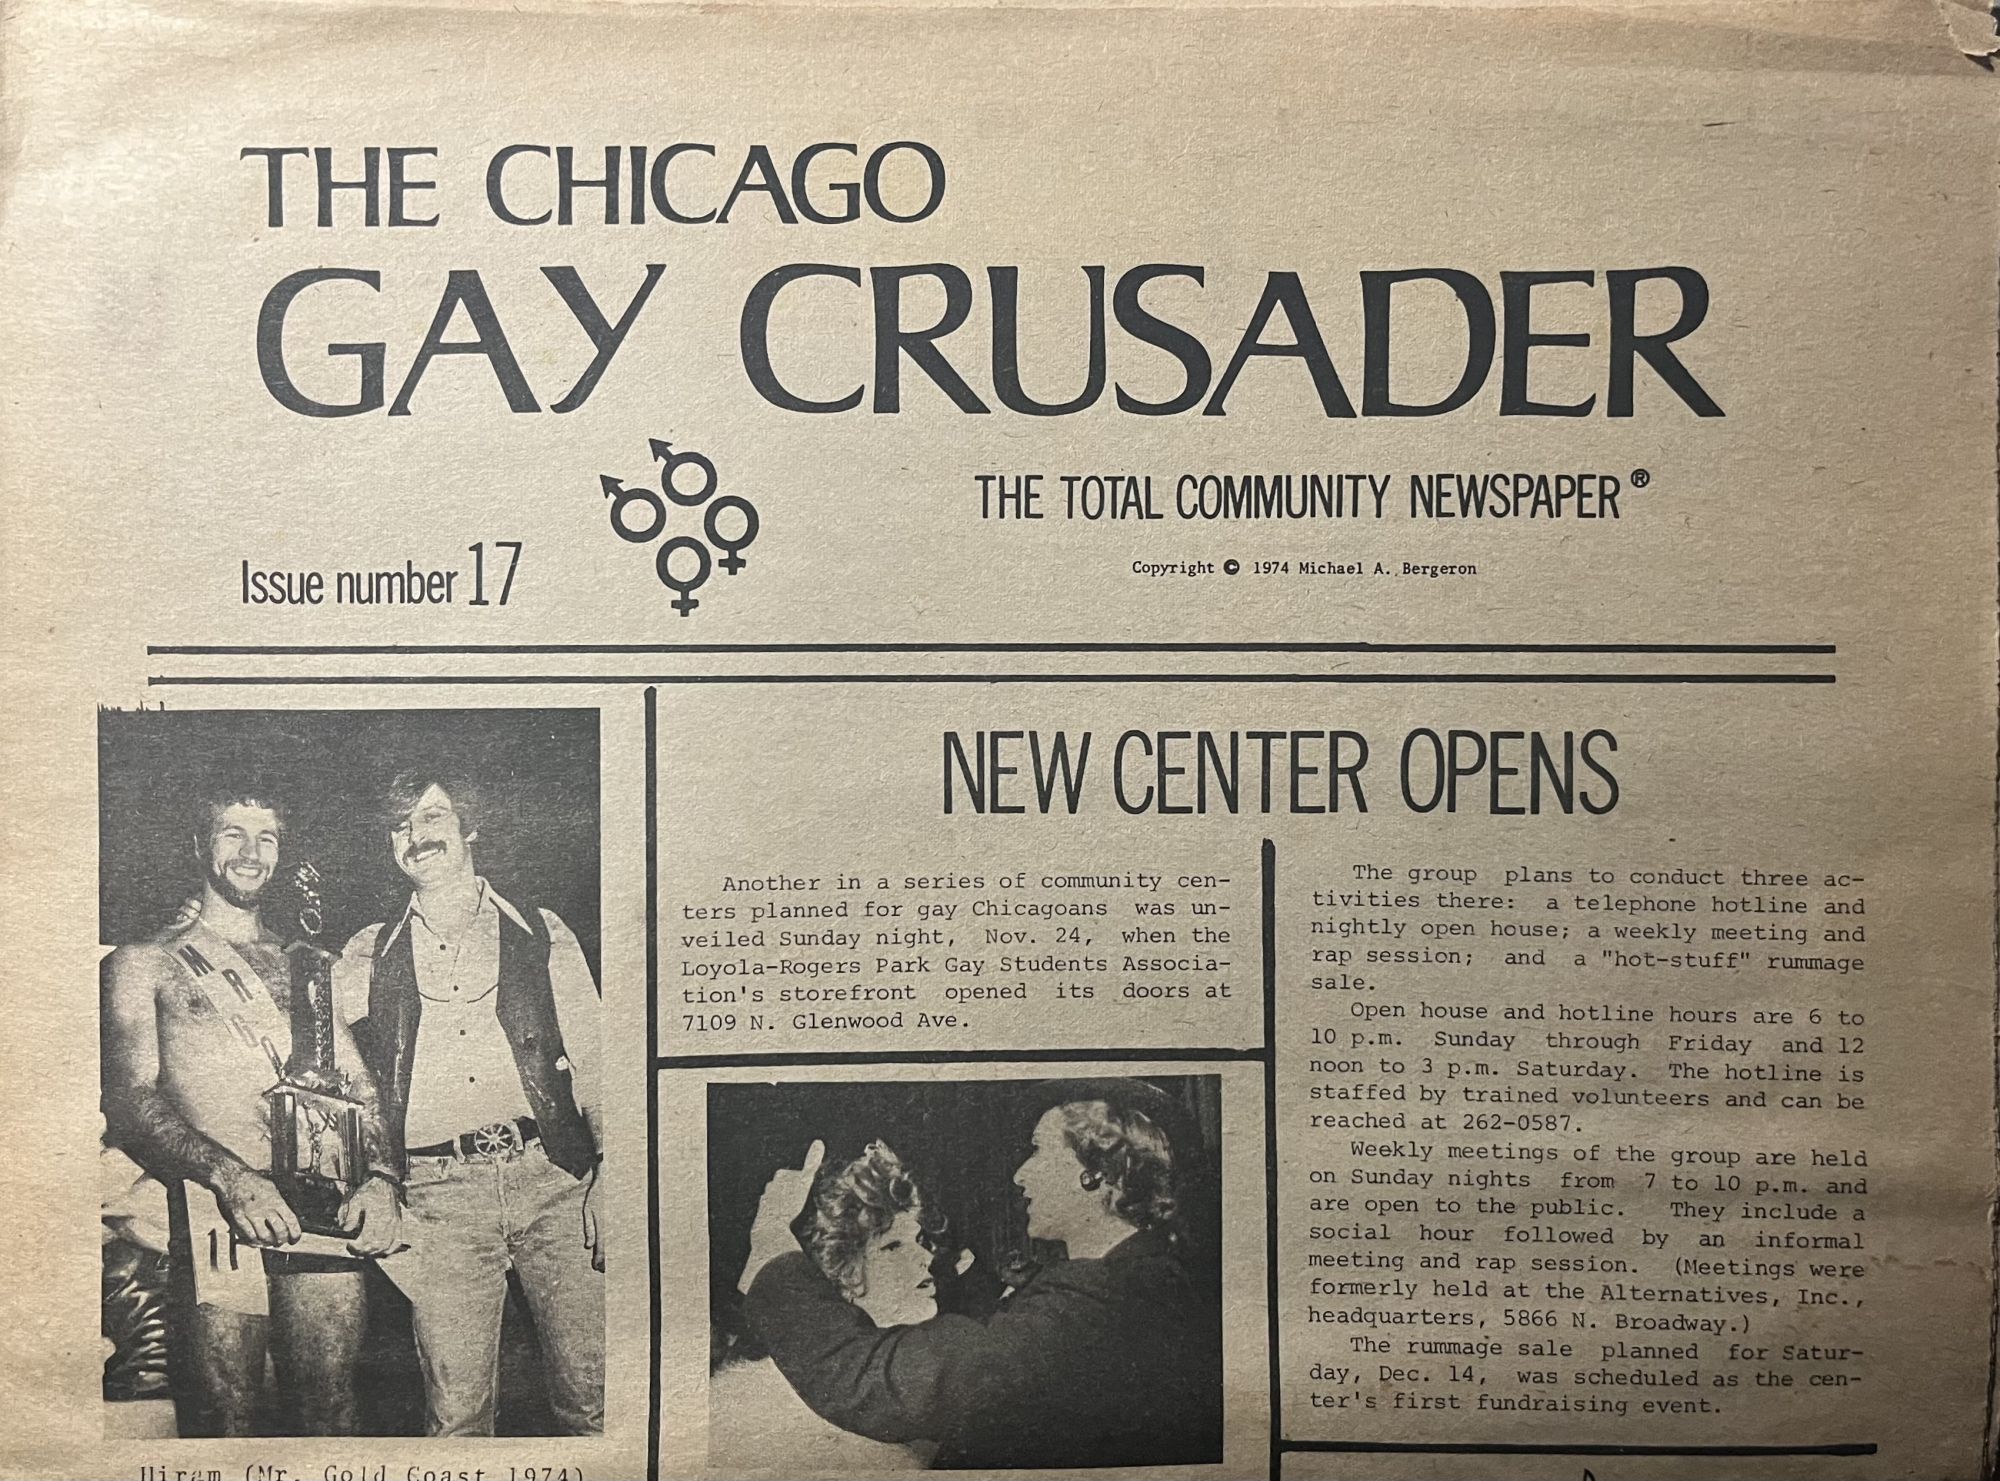 THE CHICAGO
GAY CRUSADER
Issue number 17
THE TOTAL COMMUNITY NEWSPAPER®
Copyright © 1974 Michael A. Bergeron
MR GO
Hiram (Mr. Gold Coast 1974)
NEW CENTER OPENS
Another in a series of community cen-
ters planned for gay Chicagoans was un-
veiled Sunday night, Nov. 24, when the
Loyola-Rogers Park Gay Students Associa-
tion's storefront opened its doors at
7109 N. Glenwood Ave.
The group plans to conduct three ac-
tivities there: a telephone hotline and
nightly open house; a weekly meeting and
rap session; and a "hot-stuff" rummage
sale.
Open house and hotline hours are 6 to
10 p.m. Sunday through Friday and 12
noon to 3 p.m. Saturday. The hotline is
staffed by trained volunteers and can be
reached at 262-0587.
Weekly meetings of the group are held
on Sunday nights from 7 to 10 p.m. and
are open to the public. They include a
social hour followed by an informal
meeting and rap session. (Meetings were
formerly held at the Alternatives, Inc.,
headquarters, 5866 N. Broadway.)
The rummage sale planned for Satur-
day, Dec. 14, was scheduled as the cen-
ter's first fundraising event.